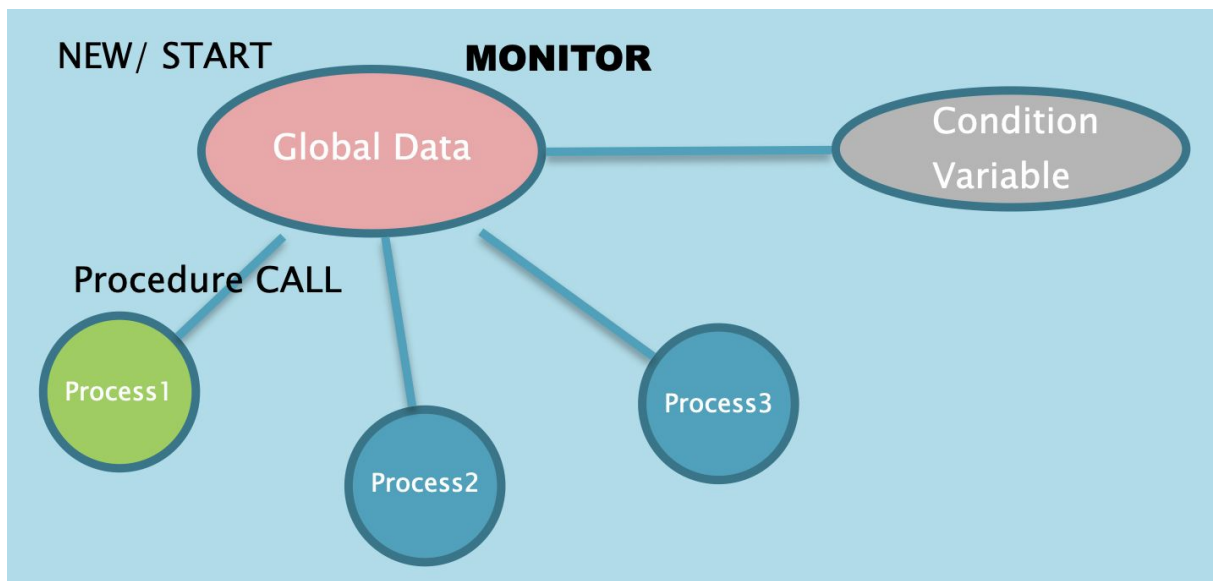 NEW/ START
MONITOR
Global Data
Condition
Variable
Procedure CALL
Process1
Process2
Process3